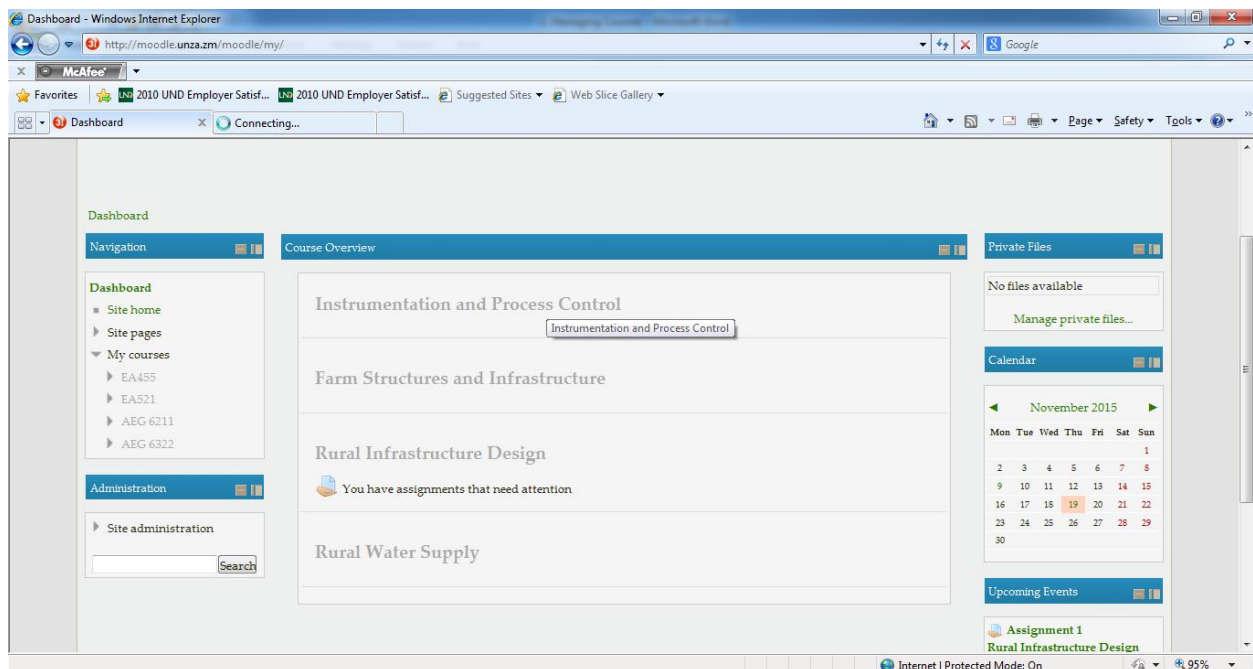 Dashboard - Windows Internet Explorer
http://moodle.unza.zm/moodle/my/
Google
McAfee
Favorites
2010 UND Employer Satisf...
2010 UND Employer Satisf...
Suggested Sites
Web Slice Gallery
Dashboard
Connecting...
Page
Safety
Tools
Dashboard
Navigation
Dashboard
Site home
Site pages
My courses
EA455
EA521
AEG 6211
AEG 6322
Administration
Site administration
Search
Course Overview
Instrumentation and Process Control
Instrumentation and Process Control
Farm Structures and Infrastructure
Rural Infrastructure Design
You have assignments that need attention
Rural Water Supply
Private Files
No files available
Manage private files...
Calendar
November 2015
Mon Tue Wed Thu Fri Sat Sun
1
2 3 4 5 6 7 8
9 10 11 12 13 14 15
16 17 18 19 20 21 22
23 24 25 26 27 28 29
30
Upcoming Events
Assignment 1
Rural Infrastructure Design
Internet | Protected Mode: On
95%